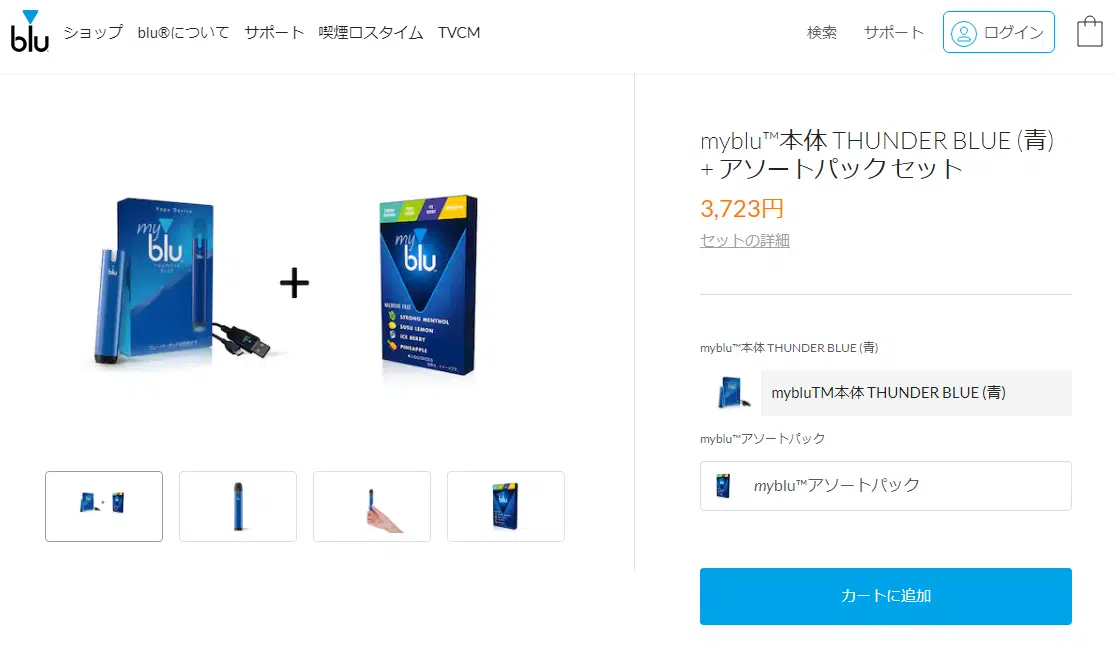 blu
ショップ blu®について サポート 喫煙ロスタイム TVCM
検索 サポート ログイン
myblu™本体 THUNDER BLUE (青)
+ アソートパック セット
3,723円
セットの詳細
Vape Device
my
blu
THUNDER
BLUE
blu
+
my
blu™
NICOTINE FREE
STRONG MENTHOL
SUSII LEMON
ICE BERRY
PINEAPPLE
myblu™本体 THUNDER BLUE (青)
mybluTM本体 THUNDER BLUE (青)
myblu™アソートパック
myblu™アソートパック
カートに追加